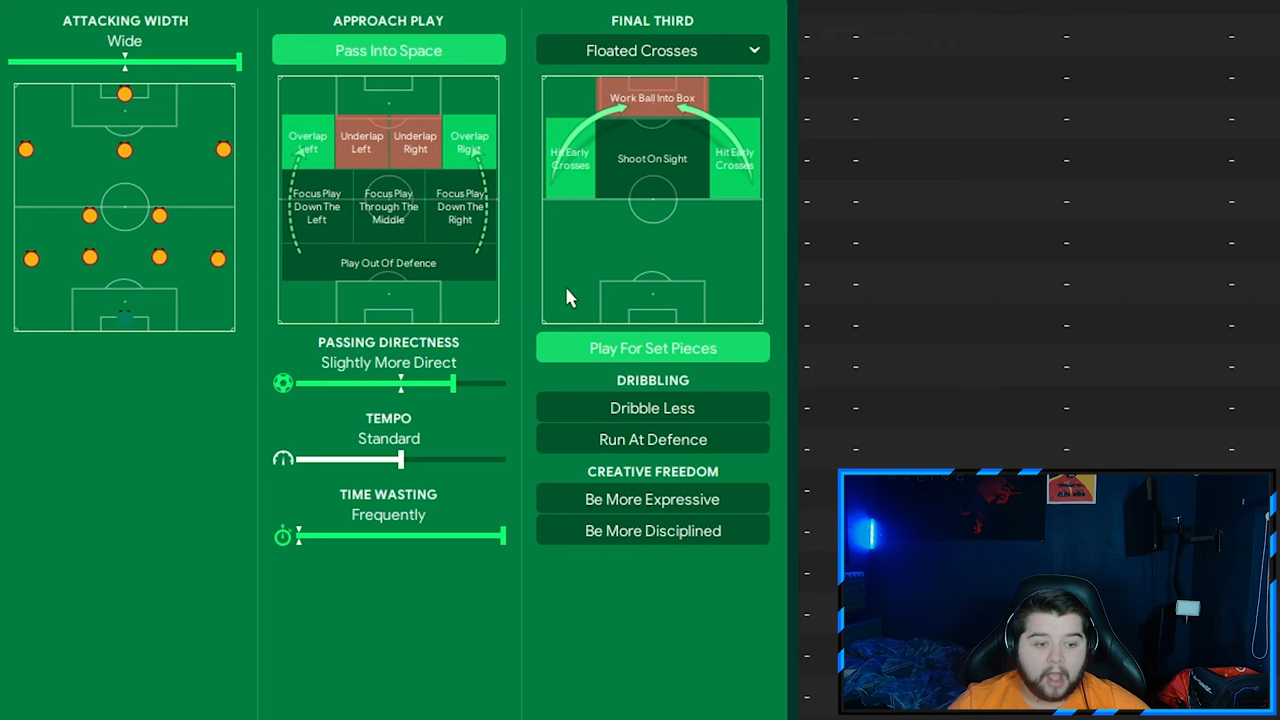 ATTACKING WIDTH
Wide
APPROACH PLAY
Pass Into Space
Overlap
Left
Underlap
Left
Underlap
Right
Overlap
Right
Focus Play
Down The
Left
Focus Play
Through The
Middle
Focus Play
Down The
Right
Play Out Of Defence
PASSING DIRECTNESS
Slightly More Direct
TEMPO
Standard
TIME WASTING
Frequently
FINAL THIRD
Floated Crosses
Work Ball Into Box
Hit Early
Crosses
Shoot On Sight
Hit Early
Crosses
Play For Set Pieces
DRIBBLING
Dribble Less
Run At Defence
CREATIVE FREEDOM
Be More Expressive
Be More Disciplined